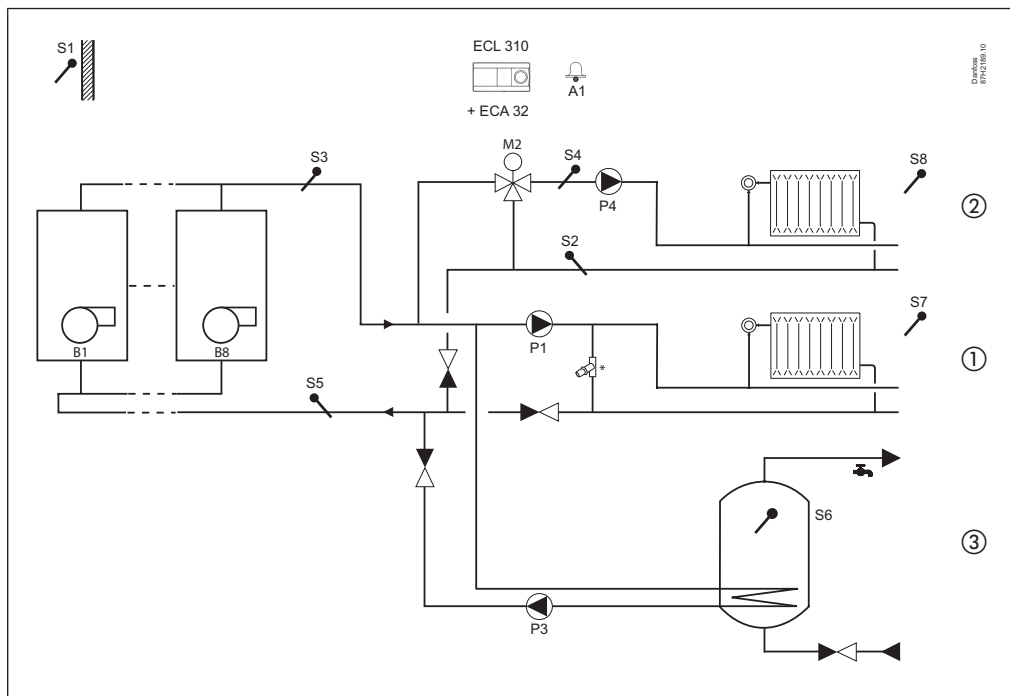 S1
ECL 310
A1
+ ECA 32
Danfoss
87H2189.10
M2
S3
S4
S8
P4
②
S2
S7
B1
B8
P1
*
①
S5
S6
③
P3